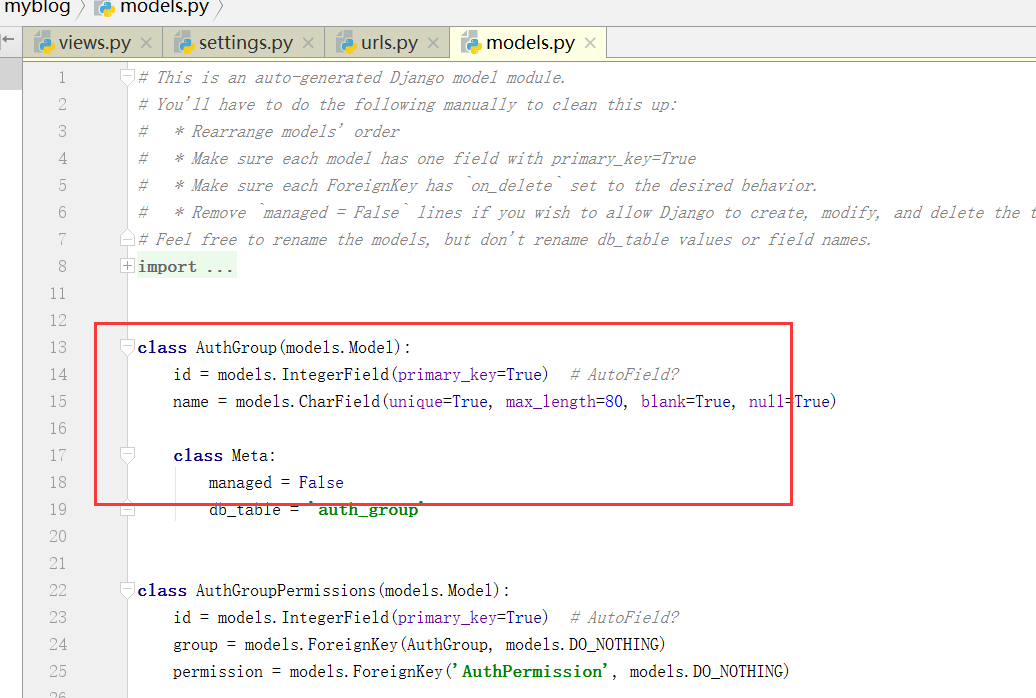 myblog models.py
views.py settings.py urls.py models.py
1 # This is an auto-generated Django model module.
2 # You'll have to do the following manually to clean this up:
3 #   * Rearrange models' order
4 #   * Make sure each model has one field with primary_key=True
5 #   * Make sure each ForeignKey has `on_delete` set to the desired behavior.
6 #   * Remove `managed = False` lines if you wish to allow Django to create, modify, and delete the
7 # Feel free to rename the models, but don't rename db_table values or field names.
8 import ...
11
12
13 class AuthGroup(models.Model):
14     id = models.IntegerField(primary_key=True)  # AutoField?
15     name = models.CharField(unique=True, max_length=80, blank=True, null=True)
16
17     class Meta:
18         managed = False
19         db_table = 'auth_group'
20
21
22 class AuthGroupPermissions(models.Model):
23     id = models.IntegerField(primary_key=True)  # AutoField?
24     group = models.ForeignKey(AuthGroup, models.DO_NOTHING)
25     permission = models.ForeignKey('AuthPermission', models.DO_NOTHING)
26